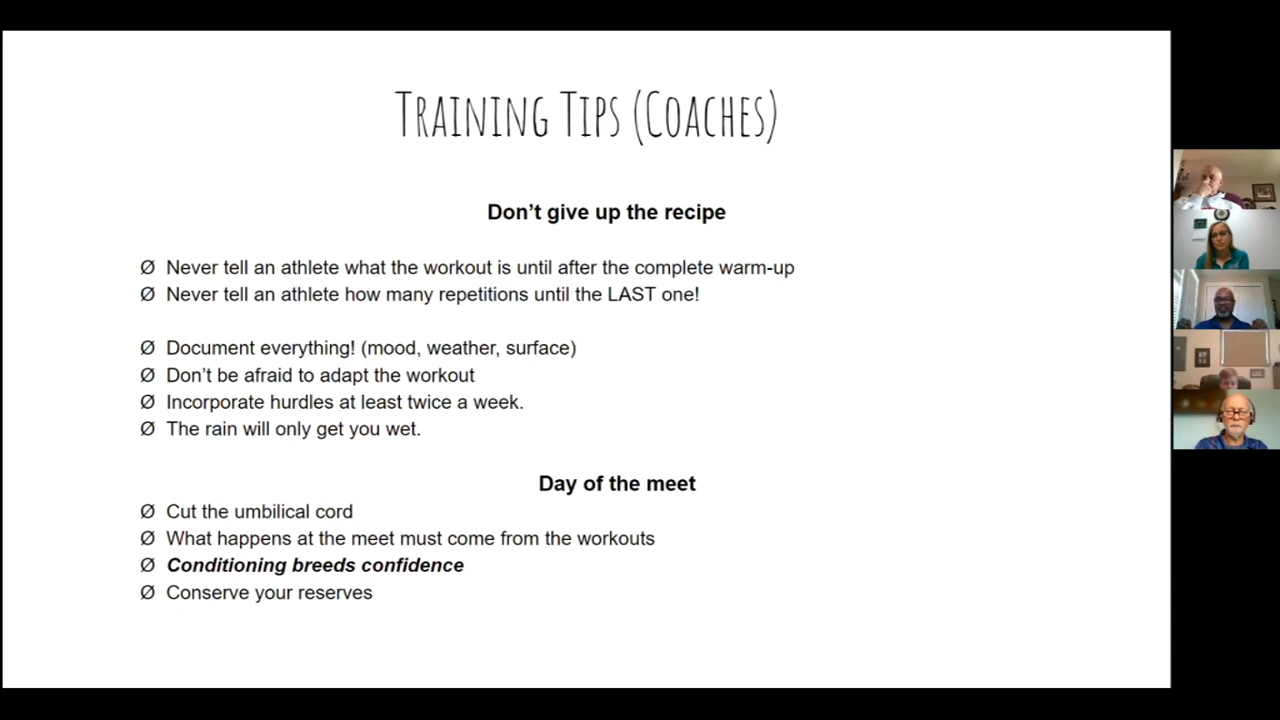 Training Tips (Coaches)
Don’t give up the recipe
Ø Never tell an athlete what the workout is until after the complete warm-up
Ø Never tell an athlete how many repetitions until the LAST one!
Ø Document everything! (mood, weather, surface)
Ø Don’t be afraid to adapt the workout
Ø Incorporate hurdles at least twice a week.
Ø The rain will only get you wet.
Day of the meet
Ø Cut the umbilical cord
Ø What happens at the meet must come from the workouts
Ø Conditioning breeds confidence
Ø Conserve your reserves